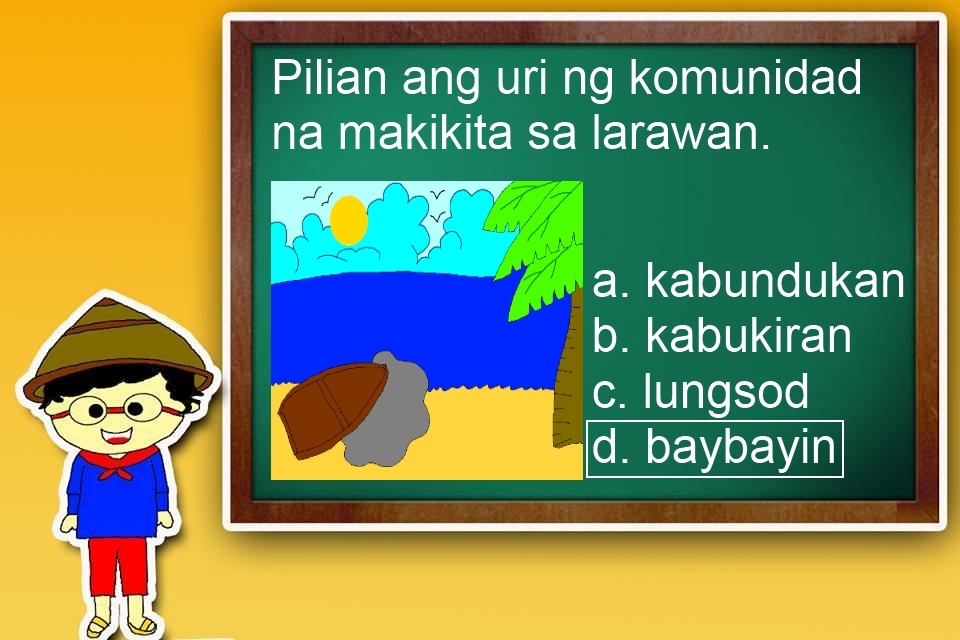 Pilian ang uri ng komunidad
na makikita sa larawan.
a. kabundukan
b. kabukiran
c. lungsod
d. baybayin